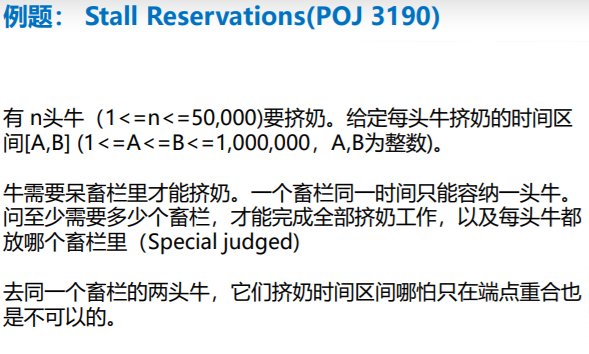 例题： Stall Reservations(POJ 3190)
有 n头牛（1<=n<=50,000)要挤奶。给定每头牛挤奶的时间区
间[A,B] (1<=A<=B<=1,000,000，A,B为整数)。
牛需要呆畜栏里才能挤奶。一个畜栏同一时间只能容纳一头牛。
问至少需要多少个畜栏，才能完成全部挤奶工作，以及每头牛都
放哪个畜栏里（Special judged)
去同一个畜栏的两头牛，它们挤奶时间区间哪怕只在端点重合也
是不可以的。